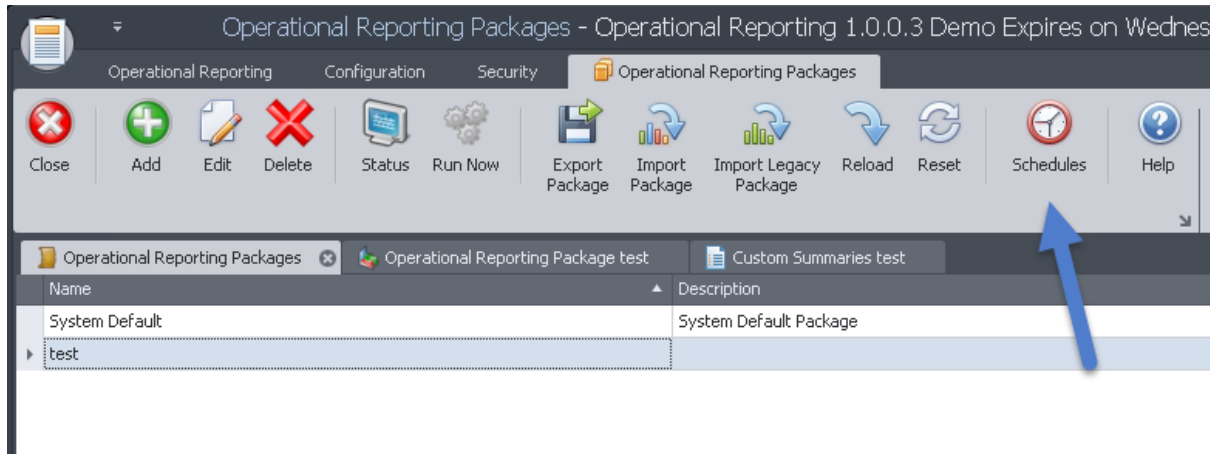 Operational Reporting Packages - Operational Reporting 1.0.0.3 Demo Expires on Wednes
Operational Reporting Configuration Security Operational Reporting Packages
Close Add Edit Delete Status Run Now Export Package Import Package Import Legacy Package Reload Reset Schedules Help
Operational Reporting Packages Operational Reporting Package test Custom Summaries test
Name Description
System Default System Default Package
test